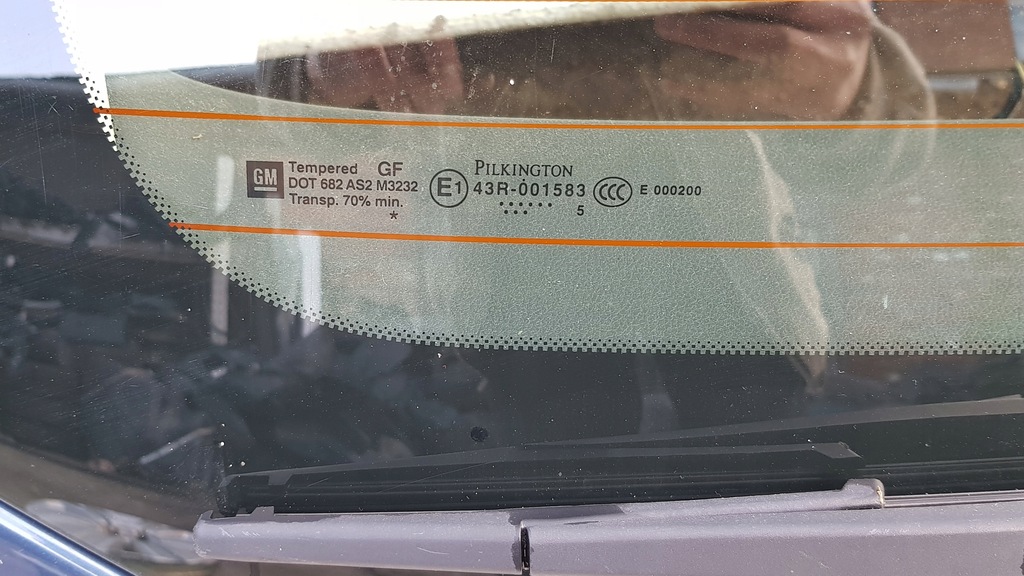 GM
Tempered GF
DOT 682 AS2 M3232
Transp. 70% min.
*
E1
PILKINGTON
43R-001583
5
CCC
E 000200